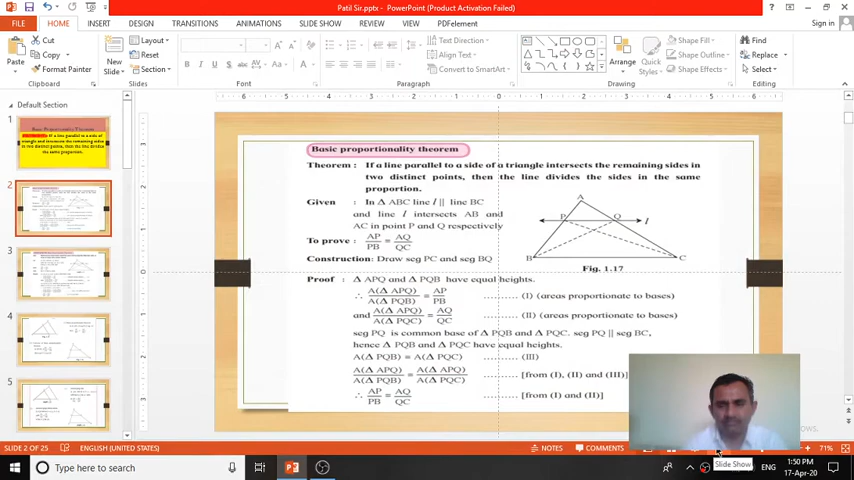 Patil Sir.pptx - PowerPoint (Product Activation Failed)
FILE HOME INSERT DESIGN TRANSITIONS ANIMATIONS SLIDE SHOW REVIEW VIEW PDFelement Sign in
Cut Layout Text Direction Shape Fill Find
Copy Reset Align Text Shape Outline Replace
Paste Format Painter New Slide Section Convert to SmartArt Arrange Quick Styles Shape Effects Select
Clipboard Slides Font Paragraph Drawing Editing
Default Section
1
2
3
4
5
Basic proportionality theorem
Theorem : If a line parallel to a side of a triangle intersects the remaining sides in
two distinct points, then the line divides the sides in the same
proportion.
Given : In Δ ABC line l || line BC
and line l intersects AB and
AC in point P and Q respectively
To prove : AP/PB = AQ/QC
Construction: Draw seg PC and seg BQ
A
P Q l
B C
Fig. 1.17
Proof : Δ APQ and Δ PQB have equal heights.
∴ A(Δ APQ)/A(Δ PQB) = AP/PB .......... (I) (areas proportionate to bases)
and A(Δ APQ)/A(Δ PQC) = AQ/QC .......... (II) (areas proportionate to bases)
seg PQ is common base of Δ PQB and Δ PQC. seg PQ || seg BC,
hence Δ PQB and Δ PQC have equal heights.
A(Δ PQB) = A(Δ PQC) .......... (III)
A(Δ APQ)/A(Δ PQB) = A(Δ APQ)/A(Δ PQC) .......... [from (I), (II) and (III)]
∴ AP/PB = AQ/QC .......... [from (I) and (II)]
SLIDE 2 OF 25 ENGLISH (UNITED STATES) NOTES COMMENTS 71%
Slide Show
Type here to search ENG 1:50 PM
17-Apr-20